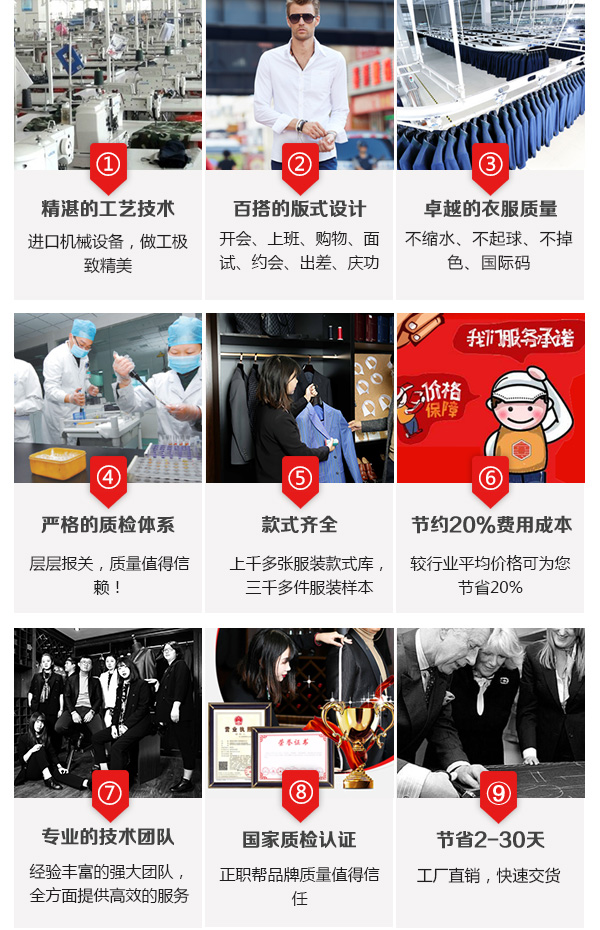 ①
精湛的工艺技术
进口机械设备，做工极
致精美
②
百搭的版式设计
开会、上班、购物、面
试、约会、出差、庆功
③
卓越的衣服质量
不缩水、不起球、不掉
色、国际码
④
严格的质检体系
层层报关，质量值得信
赖！
⑤
款式齐全
上千多张服装款式库，
三千多件服装样本
我们服务承诺
价格
保障
⑥
节约20%费用成本
较行业平均价格可为您
节省20%
⑦
专业的技术团队
经验丰富的强大团队，
全方面提供高效的服务
营业执照
荣誉证书
⑧
国家质检认证
正职帮品牌质量值得信
任
⑨
节省2-30天
工厂直销，快速交货